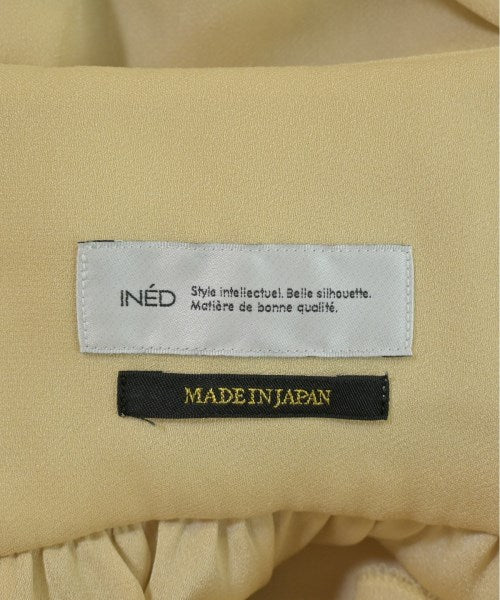 INÉD
Style intellectuel. Belle silhouette.
Matière de bonne qualité.
MADE IN JAPAN